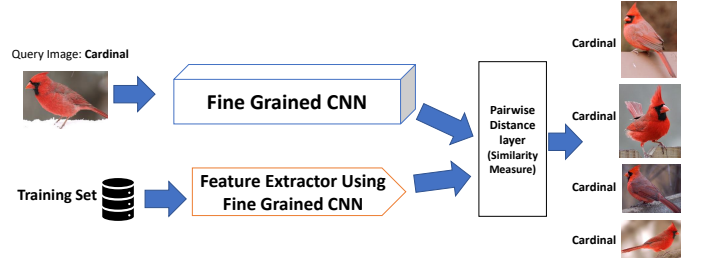 Query Image: Cardinal
Fine Grained CNN
Training Set
Feature Extractor Using
Fine Grained CNN
Pairwise
Distance
layer
(Similarity
Measure)
Cardinal
Cardinal
Cardinal
Cardinal